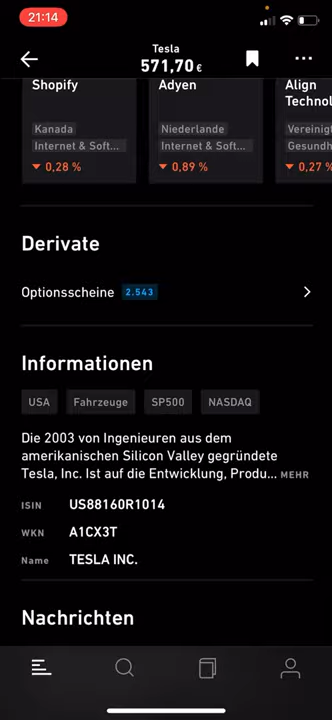 21:14
Tesla
571,70 €
Shopify
Adyen
Align
Technol
Kanada
Niederlande
Vereinigt
Internet & Soft...
Internet & Soft...
Gesundh
0,28 %
0,89 %
0,27 %
Derivate
Optionsscheine 2.543
Informationen
USA
Fahrzeuge
SP500
NASDAQ
Die 2003 von Ingenieuren aus dem
amerikanischen Silicon Valley gegründete
Tesla, Inc. Ist auf die Entwicklung, Produ... MEHR
ISIN US88160R1014
WKN A1CX3T
Name TESLA INC.
Nachrichten